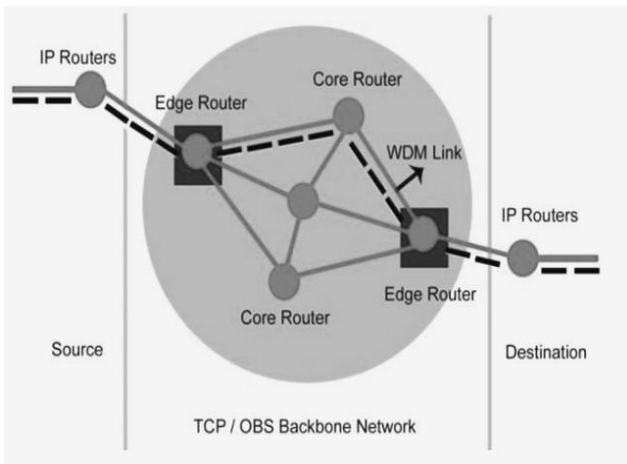 IP Routers
Core Router
Edge Router
WDM Link
IP Routers
Edge Router
Core Router
Source
Destination
TCP / OBS Backbone Network